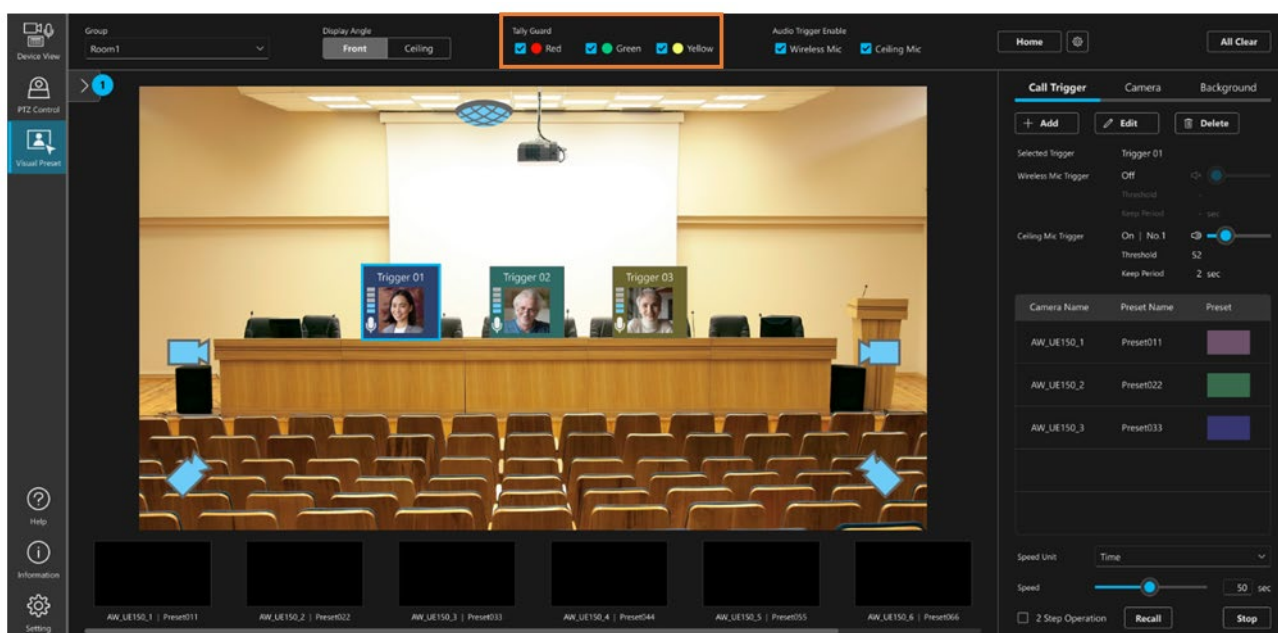 Device View
PTZ Control
Visual Preset
Help
Information
Setting
Group
Room1
Display Angle
Front Ceiling
Tally Guard
Red Green Yellow
Audio Trigger Enable
Wireless Mic Ceiling Mic
Home
All Clear
1
Trigger 01
Trigger 02
Trigger 03
AW_UE150_1 | Preset011
AW_UE150_2 | Preset022
AW_UE150_3 | Preset033
AW_UE150_4 | Preset044
AW_UE150_5 | Preset055
AW_UE150_6 | Preset066
Call Trigger Camera Background
+ Add Edit Delete
Selected Trigger Trigger 01
Wireless Mic Trigger Off
Threshold -
Keep Period - sec
Ceiling Mic Trigger On | No.1
Threshold 52
Keep Period 2 sec
Camera Name Preset Name Preset
AW_UE150_1 Preset011
AW_UE150_2 Preset022
AW_UE150_3 Preset033
Speed Unit Time
Speed 50 sec
2 Step Operation Recall Stop